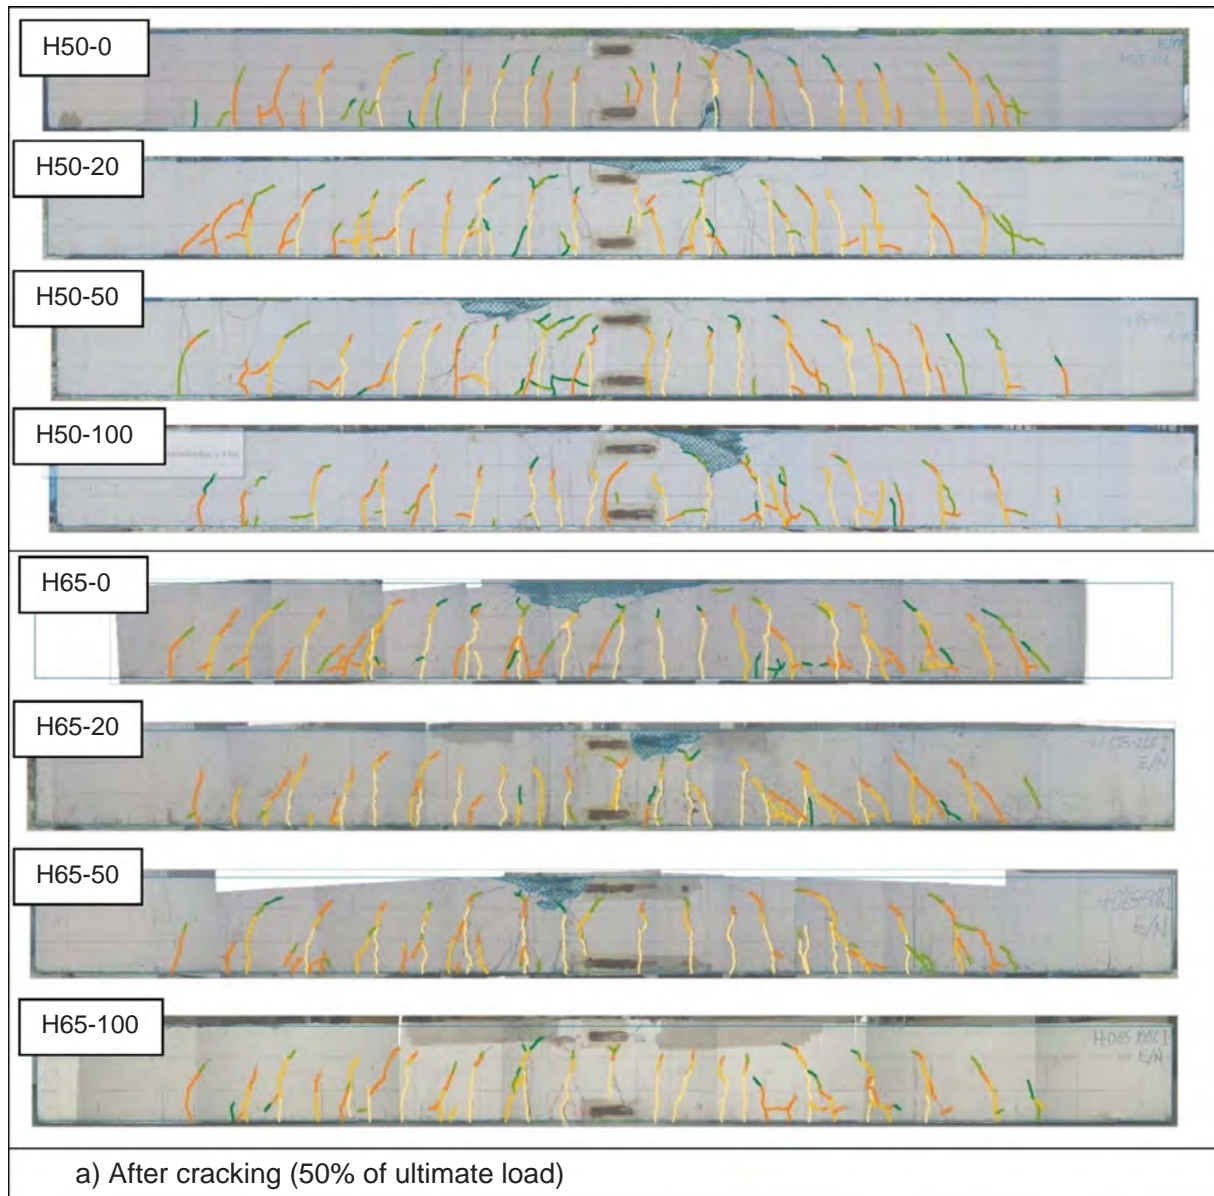 H50-0
H50-20
H50-50
H50-100
H65-0
H65-20
H65-50
H65-100
E/N
E/N
E/N
a) After cracking (50% of ultimate load)